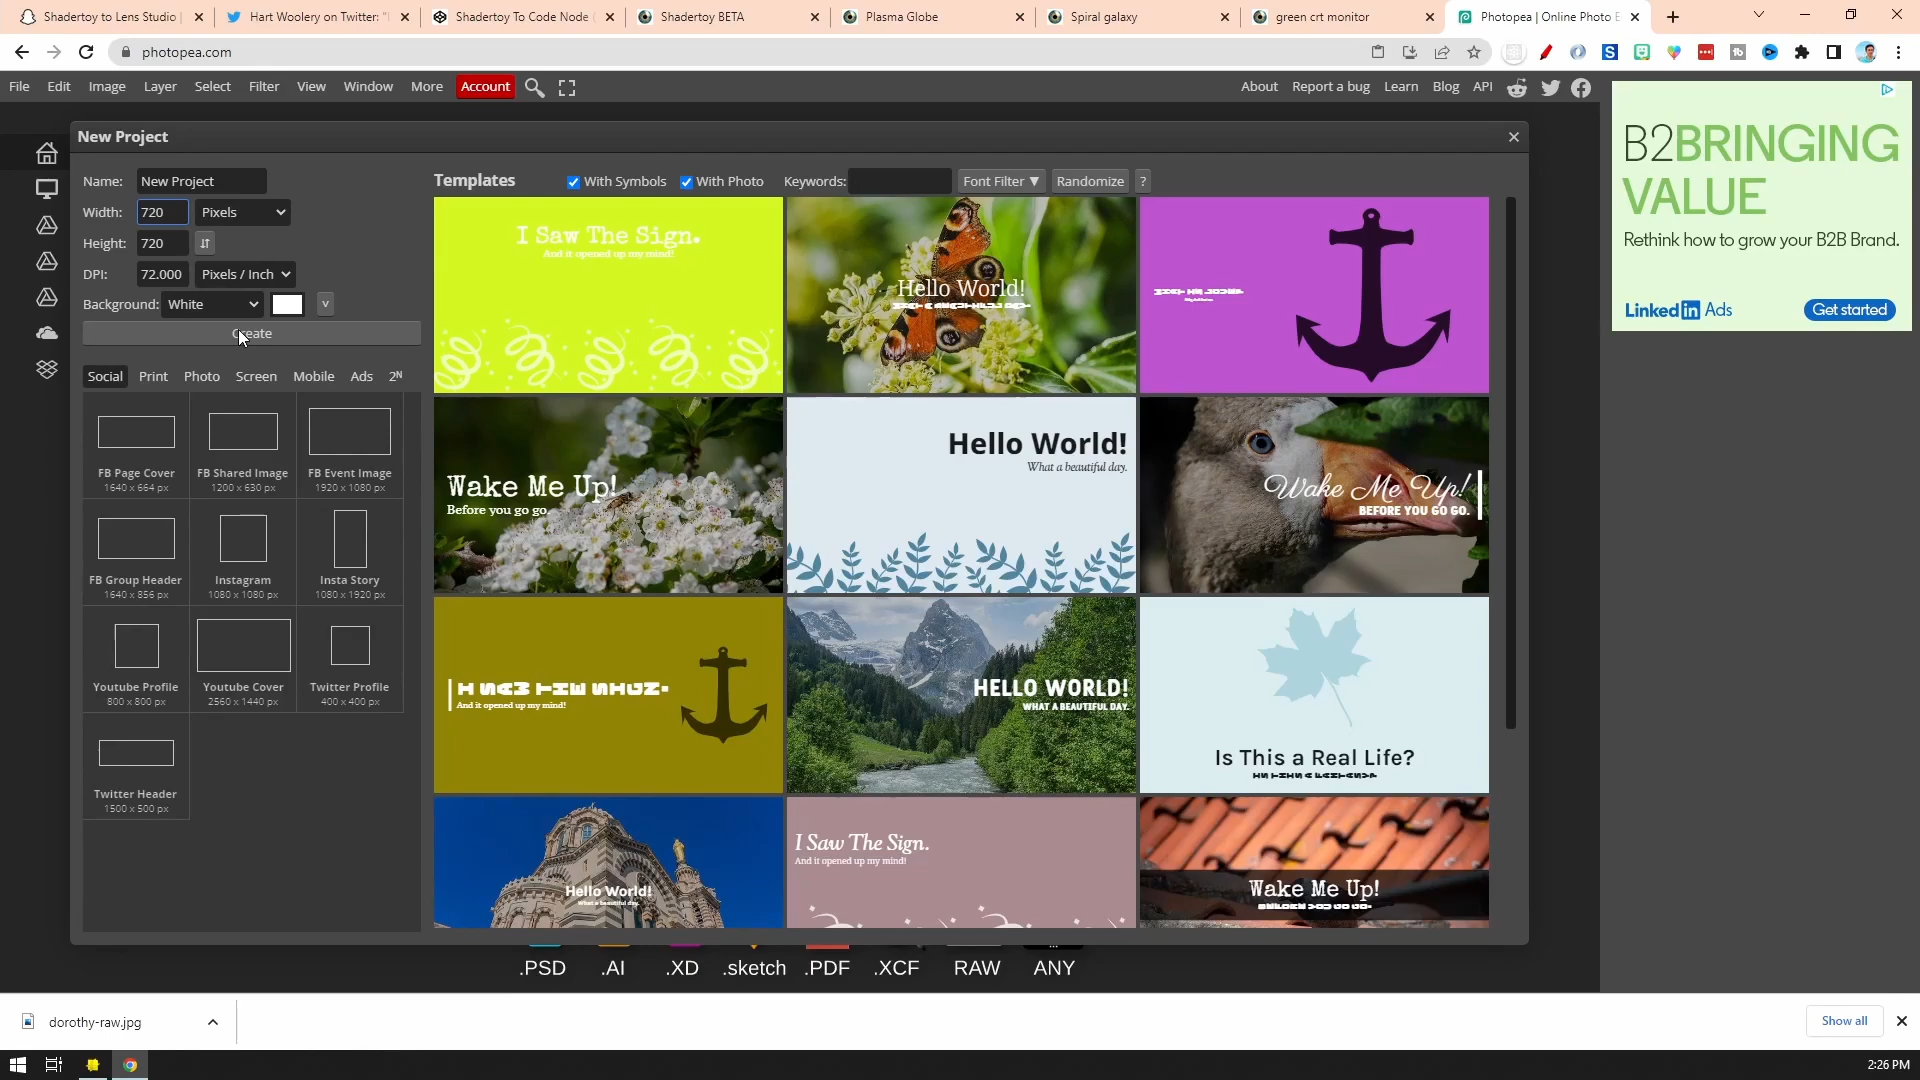 Shadertoy to Lens Studio |
Hart Woolery on Twitter: "
Shadertoy To Code Node (
Shadertoy BETA
Plasma Globe
Spiral galaxy
green crt monitor
Photopea | Online Photo E
photopea.com
File Edit Image Layer Select Filter View Window More Account
About Report a bug Learn Blog API
New Project
Name: New Project
Width: 720 Pixels
Height: 720
DPI: 72.000 Pixels / Inch
Background: White v
Create
Social Print Photo Screen Mobile Ads 2ᴺ
FB Page Cover
1640 x 664 px
FB Shared Image
1200 x 630 px
FB Event Image
1920 x 1080 px
FB Group Header
1640 x 856 px
Instagram
1080 x 1080 px
Insta Story
1080 x 1920 px
Youtube Profile
800 x 800 px
Youtube Cover
2560 x 1440 px
Twitter Profile
400 x 400 px
Twitter Header
1500 x 500 px
Templates With Symbols With Photo Keywords: Font Filter ▼ Randomize ?
I Saw The Sign.
And it opened up my mind!
Hello World!
Wake Me Up!
Before you go go.
Hello World!
What a beautiful day.
Wake Me Up!
BEFORE YOU GO GO.
I SAW THE SIGN.
And it opened up my mind!
HELLO WORLD!
WHAT A BEAUTIFUL DAY.
Is This a Real Life?
Hello World!
What a beautiful day.
I Saw The Sign.
And it opened up my mind!
Wake Me Up!
.PSD .AI .XD .sketch .PDF .XCF RAW ANY
B2BRINGING
VALUE
Rethink how to grow your B2B Brand.
Linked in Ads
Get started
dorothy-raw.jpg
Show all
2:26 PM